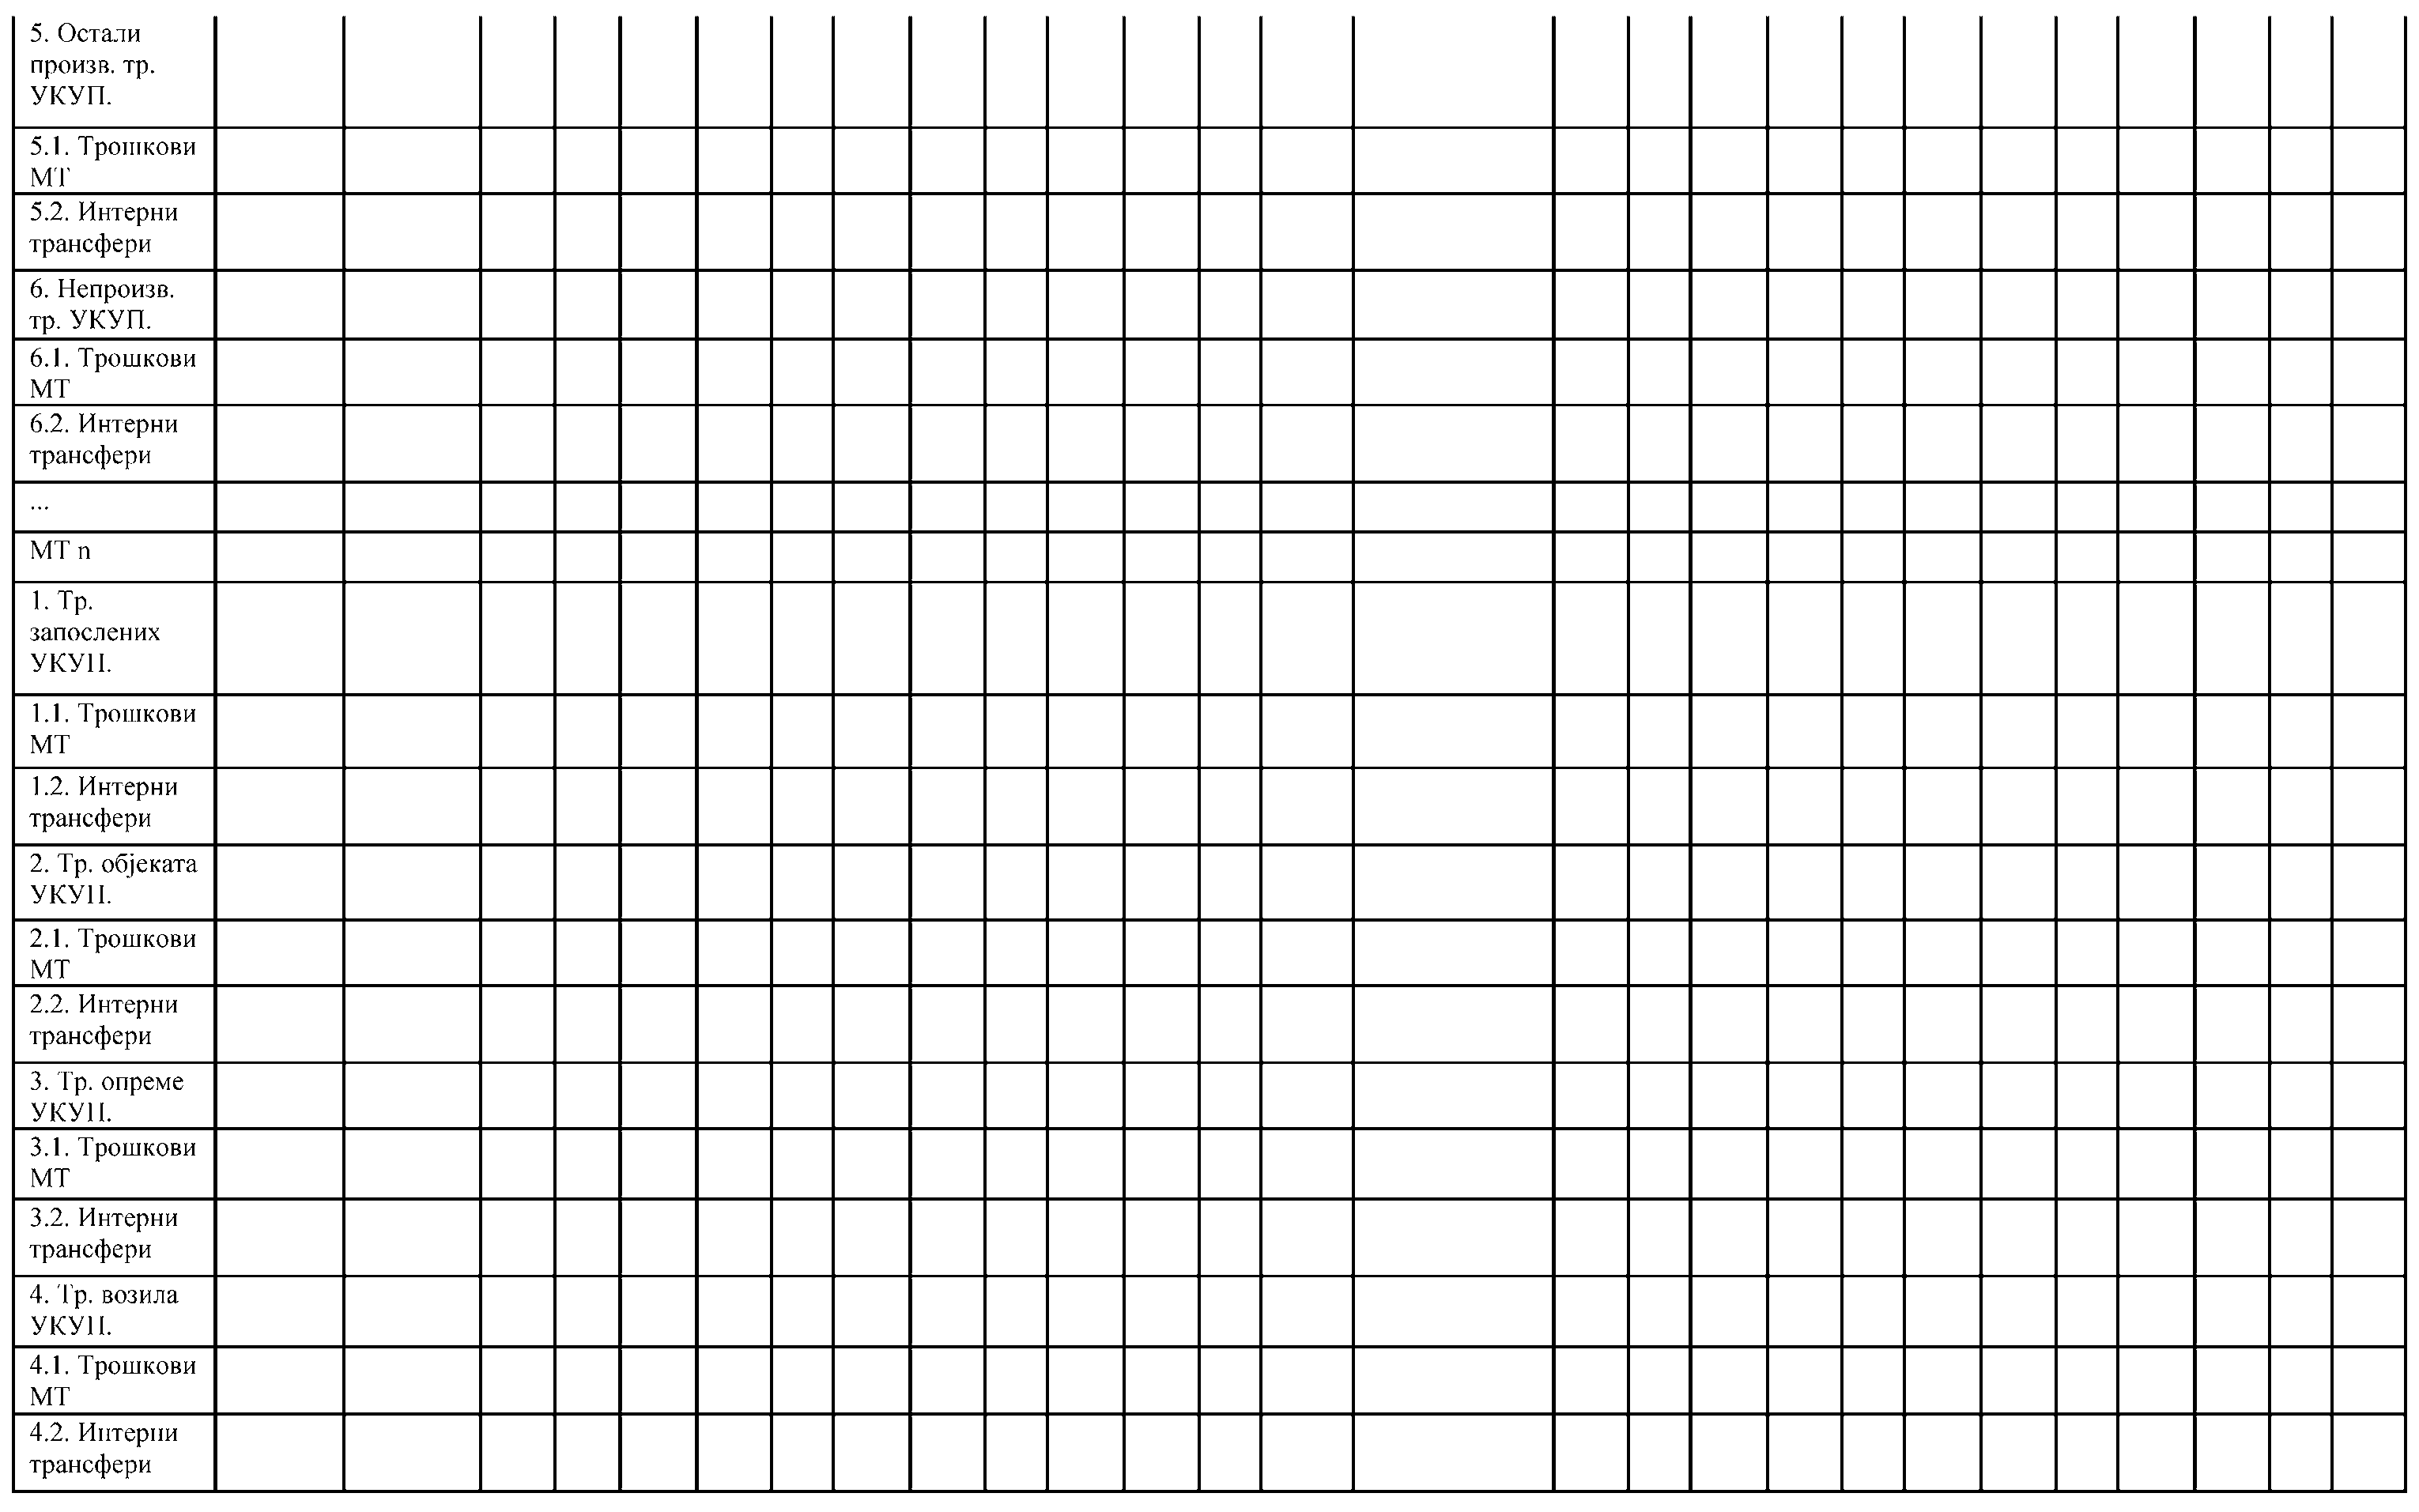 5. Остали
произв. тр.
УКУП.
5.1. Трошкови
МТ
5.2. Интерни
трансфери
6. Непроизв.
тр. УКУП.
6.1. Трошкови
МТ
6.2. Интерни
трансфери
...
МТ n
1. Тр.
запослених
УКУП.
1.1. Трошкови
МТ
1.2. Интерни
трансфери
2. Тр. објеката
УКУП.
2.1. Трошкови
МТ
2.2. Интерни
трансфери
3. Тр. опреме
УКУП.
3.1. Трошкови
МТ
3.2. Интерни
трансфери
4. Тр. возила
УКУП.
4.1. Трошкови
МТ
4.2. Интерни
трансфери